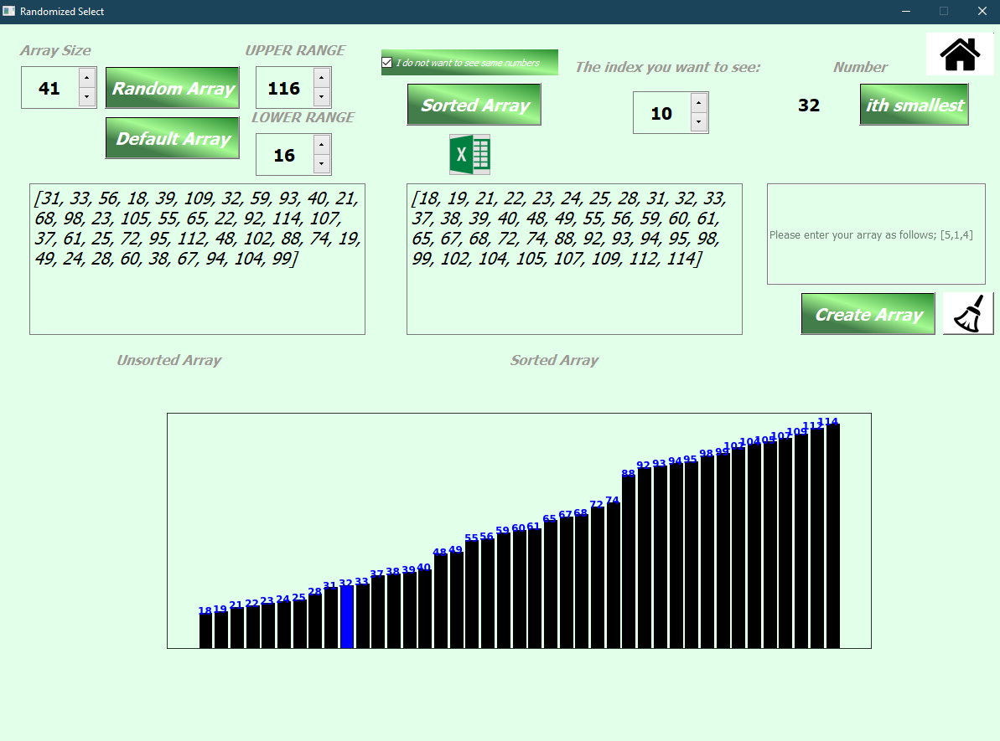 Randomized Select
Array Size
UPPER RANGE
I do not want to see same numbers
The index you want to see:
Number
41
Random Array
116
Sorted Array
10
32
ith smallest
LOWER RANGE
Default Array
16
X
[31, 33, 56, 18, 39, 109, 32, 59, 93, 40, 21,
68, 98, 23, 105, 55, 65, 22, 92, 114, 107,
37, 61, 25, 72, 95, 112, 48, 102, 88, 74, 19,
49, 24, 28, 60, 38, 67, 94, 104, 99]
[18, 19, 21, 22, 23, 24, 25, 28, 31, 32, 33,
37, 38, 39, 40, 48, 49, 55, 56, 59, 60, 61,
65, 67, 68, 72, 74, 88, 92, 93, 94, 95, 98,
99, 102, 104, 105, 107, 109, 112, 114]
Please enter your array as follows; [5,1,4]
Create Array
Unsorted Array
Sorted Array
18 19 21 22 23 24 25 28 31 32 33 37 38 39 40 48 49 55 56 59 60 61 65 67 68 72 74 88 92 93 94 95 98 99 102 104 105 107 109 112 114